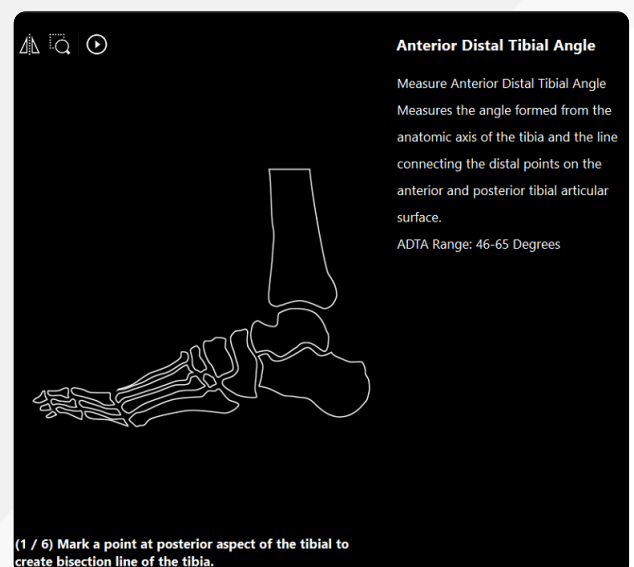 Anterior Distal Tibial Angle
Measure Anterior Distal Tibial Angle
Measures the angle formed from the
anatomic axis of the tibia and the line
connecting the distal points on the
anterior and posterior tibial articular
surface.
ADTA Range: 46-65 Degrees
(1 / 6) Mark a point at posterior aspect of the tibial to
create bisection line of the tibia.